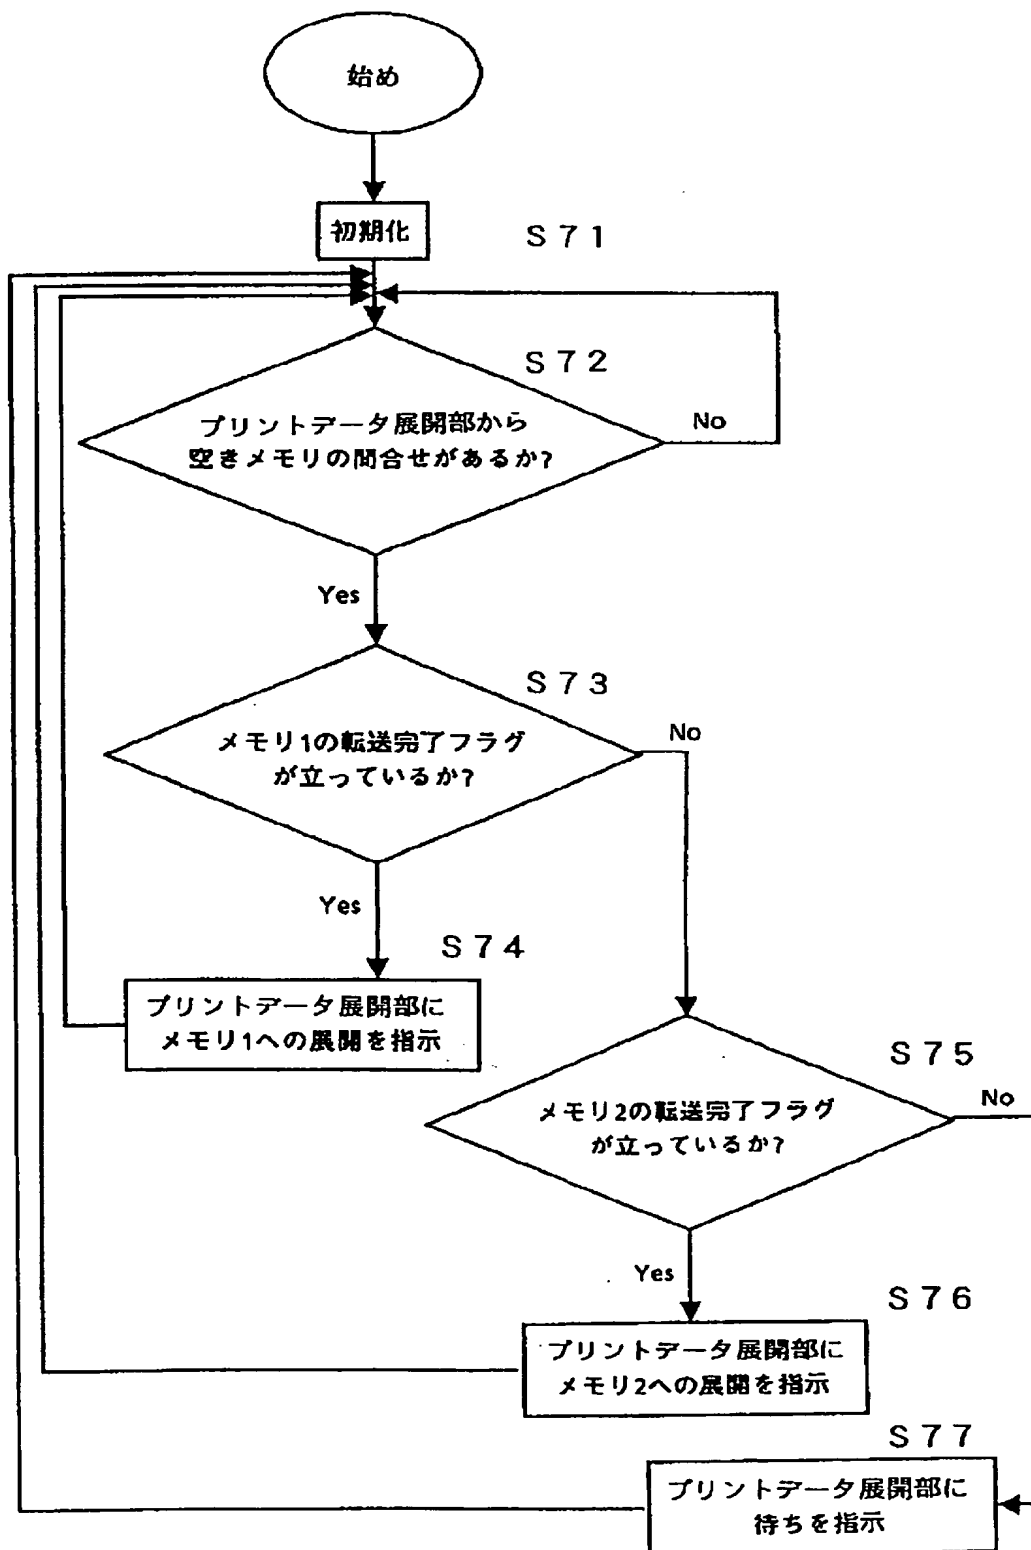 始め
初期化
S71
S72
プリントデータ展開部から
空きメモリの問合せがあるか?
No
Yes
S73
メモリ1の転送完了フラグ
が立っているか?
No
Yes
S74
プリントデータ展開部に
メモリ1への展開を指示
S75
メモリ2の転送完了フラグ
が立っているか?
No
Yes
S76
プリントデータ展開部に
メモリ2への展開を指示
S77
プリントデータ展開部に
待ちを指示